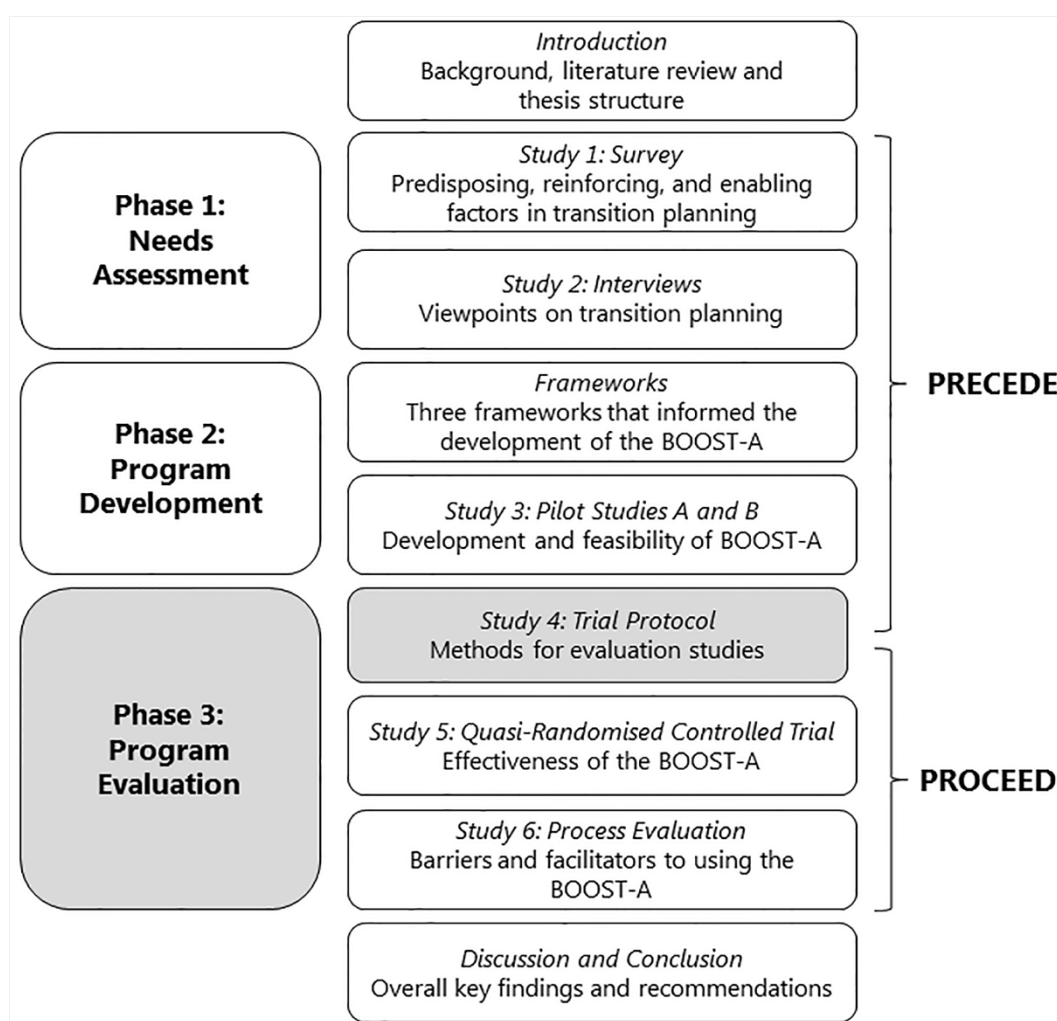 Introduction
Background, literature review and
thesis structure
Phase 1:
Needs
Assessment
Study 1: Survey
Predisposing, reinforcing, and enabling
factors in transition planning
Study 2: Interviews
Viewpoints on transition planning
PRECEDE
Phase 2:
Program
Development
Frameworks
Three frameworks that informed the
development of the BOOST-A
Study 3: Pilot Studies A and B
Development and feasibility of BOOST-A
Phase 3:
Program
Evaluation
Study 4: Trial Protocol
Methods for evaluation studies
Study 5: Quasi-Randomised Controlled Trial
Effectiveness of the BOOST-A
PROCEED
Study 6: Process Evaluation
Barriers and facilitators to using the
BOOST-A
Discussion and Conclusion
Overall key findings and recommendations